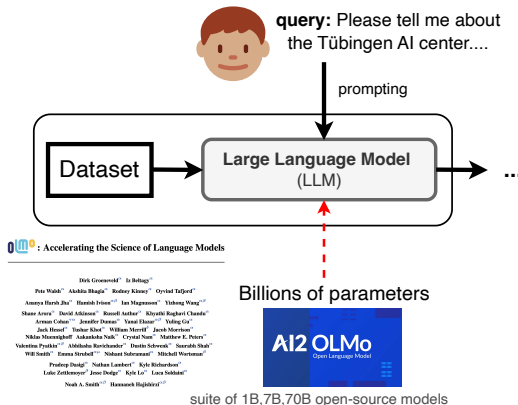 query: Please tell me about
the Tübingen AI center....
prompting
Dataset
Large Language Model
(LLM)
...
OLMo : Accelerating the Science of Language Models
Dirk Groeneveld Iz Beltagy
Pete Walsh Akshita Bhagia Rodney Kinney Oyvind Tafjord
Ananya Harsh Jha Hamish Ivison Ian Magnusson Yizhong Wang
Shane Arora David Atkinson Russell Authur Khyathi Raghavi Chandu
Arman Cohan Jennifer Dumas Yanai Elazar Yuling Gu
Jack Hessel Tushar Khot William Merrill Jacob Morrison
Niklas Muennighoff Aakanksha Naik Crystal Nam Matthew E. Peters
Valentina Pyatkin Abhilasha Ravichander Dustin Schwenk Saurabh Shah
Will Smith Emma Strubell Nishant Subramani Mitchell Wortsman
Pradeep Dasigi Nathan Lambert Kyle Richardson
Luke Zettlemoyer Jesse Dodge Kyle Lo Luca Soldaini
Noah A. Smith Hannaneh Hajishirzi
Billions of parameters
AI2 OLMo
Open Language Model
suite of 1B,7B,70B open-source models